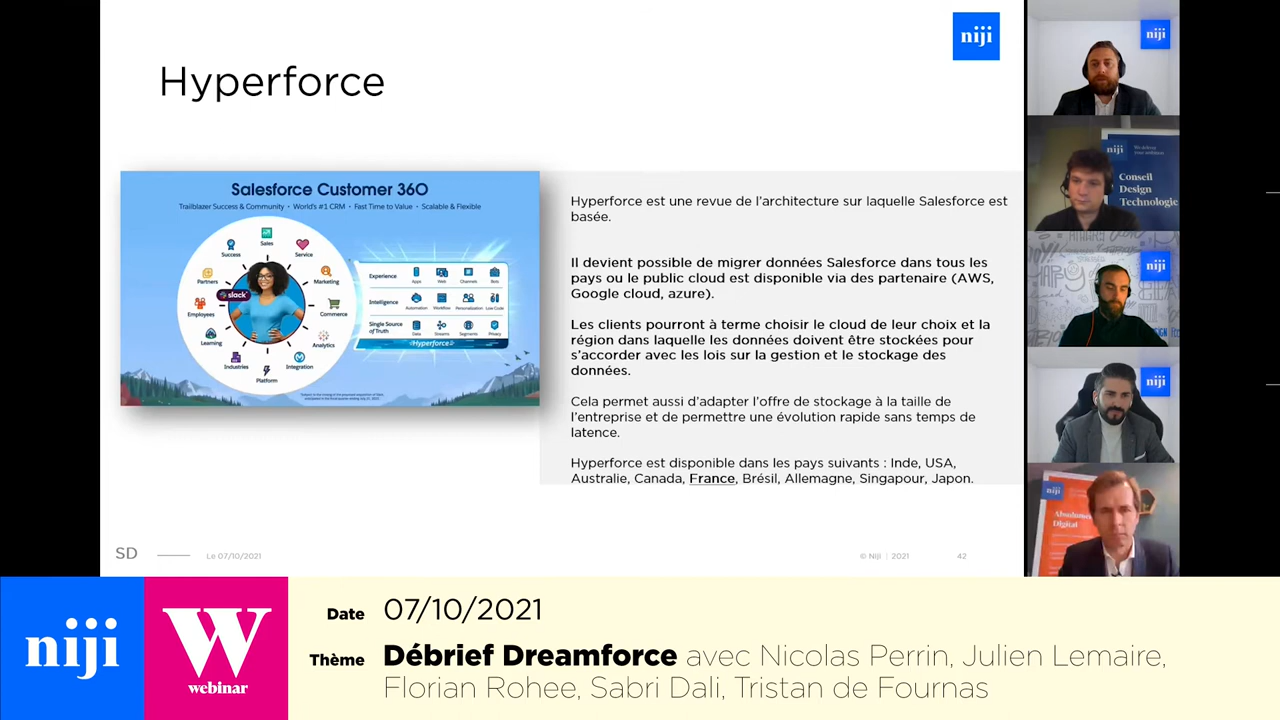 niji
Hyperforce
Salesforce Customer 360
Trailblazer Success & Community • World's #1 CRM • Fast Time to Value • Scalable & Flexible
Sales
Success
Service
Partners
Marketing
slack
Employees
Commerce
Learning
Analytics
Industries
Integration
Platform
Experience
Apps
Web
Channels
Bots
Intelligence
Automation
Workflow
Personalization
Low Code
Single Source
of Truth
Data
Streams
Segments
Privacy
Hyperforce
Hyperforce est une revue de l'architecture sur laquelle Salesforce est
basée.
Il devient possible de migrer données Salesforce dans tous les
pays ou le public cloud est disponible via des partenaire (AWS,
Google cloud, azure).
Les clients pourront à terme choisir le cloud de leur choix et la
région dans laquelle les données doivent être stockées pour
s'accorder avec les lois sur la gestion et le stockage des
données.
Cela permet aussi d'adapter l'offre de stockage à la taille de
l'entreprise et de permettre une évolution rapide sans temps de
latence.
Hyperforce est disponible dans les pays suivants : Inde, USA,
Australie, Canada, France, Brésil, Allemagne, Singapour, Japon.
SD
Le 07/10/2021
© Niji | 2021
42
niji
niji
Conseil
Design
Technologie
niji
niji
niji
Digital
niji
W
webinar
Date 07/10/2021
Thème Débrief Dreamforce avec Nicolas Perrin, Julien Lemaire,
Florian Rohee, Sabri Dali, Tristan de Fournas